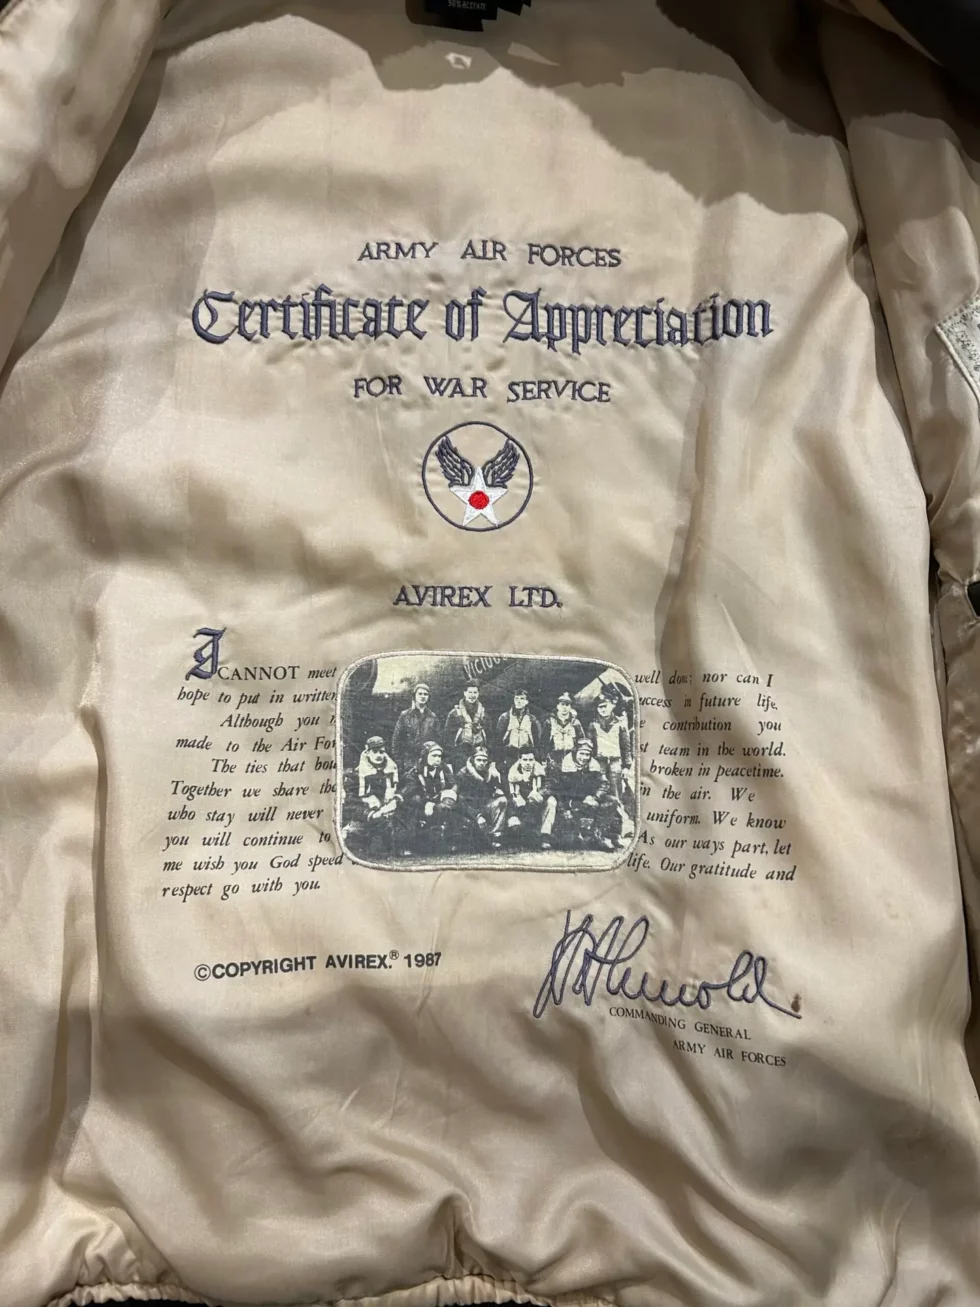 ARMY AIR FORCES
Certificate of Appreciation
FOR WAR SERVICE
AVIREX LTD.
I CANNOT meet well done; nor can I
hope to put in written success in future life.
Although you contribution you
made to the Air team in the world.
The ties that broken in peacetime.
Together we share the in the air. We
who stay will never uniform. We know
you will continue to As our ways part, let
me wish you God speed life. Our gratitude and
respect go with you.
©COPYRIGHT AVIREX.® 1987
H H Arnold.
COMMANDING GENERAL
ARMY AIR FORCES